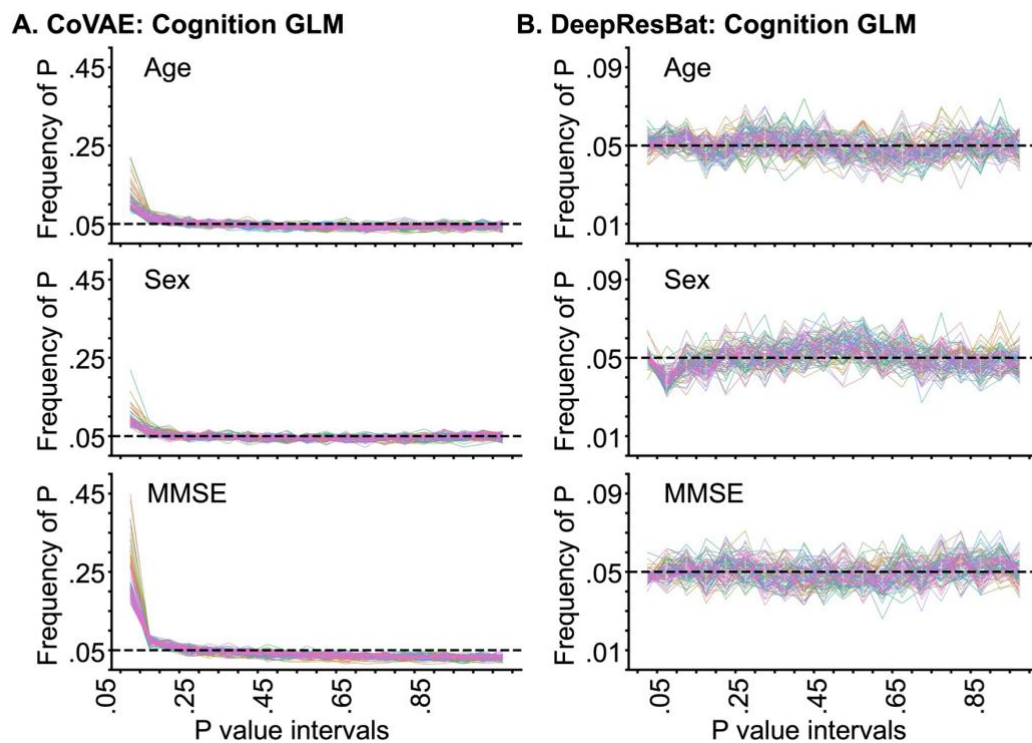 A. CoVAE: Cognition GLM
B. DeepResBat: Cognition GLM
Frequency of P
.45
.25
.05
Age
Frequency of P
.09
.05
.01
Age
Frequency of P
.45
.25
.05
Sex
Frequency of P
.09
.05
.01
Sex
Frequency of P
.45
.25
.05
MMSE
Frequency of P
.09
.05
.01
MMSE
.05 .25 .45 .65 .85
P value intervals
.05 .25 .45 .65 .85
P value intervals